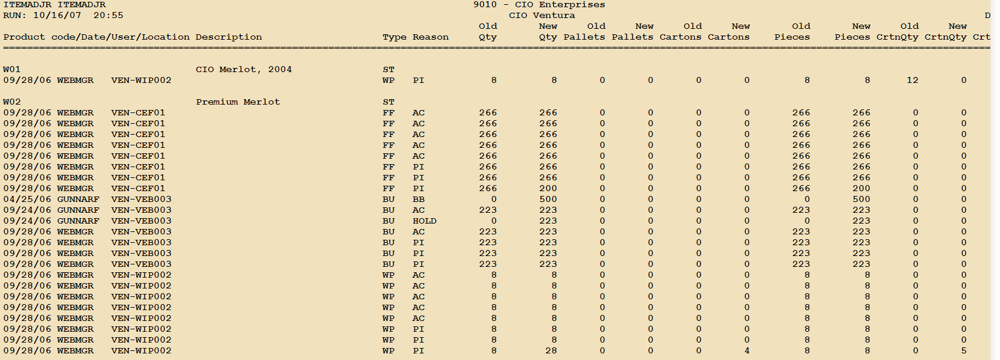 ITEMADJR ITEMADJR 9010 - CIO Enterprises
RUN: 10/16/07 20:55 CIO Ventura D
Old New Old New Old New Old New Old New
Product code/Date/User/Location Description Type Reason Qty Qty Pallets Pallets Cartons Cartons Pieces Pieces CrtnQty CrtnQty Crt
W01 CIO Merlot, 2004 ST
09/28/06 WEBMGR VEN-WIP002 WP PI 8 8 0 0 0 0 8 8 12 0
W02 Premium Merlot ST
09/28/06 WEBMGR VEN-CEF01 FF AC 266 266 0 0 0 0 266 266 0 0
09/28/06 WEBMGR VEN-CEF01 FF AC 266 266 0 0 0 0 266 266 0 0
09/28/06 WEBMGR VEN-CEF01 FF AC 266 266 0 0 0 0 266 266 0 0
09/28/06 WEBMGR VEN-CEF01 FF AC 266 266 0 0 0 0 266 266 0 0
09/28/06 WEBMGR VEN-CEF01 FF AC 266 266 0 0 0 0 266 266 0 0
09/28/06 WEBMGR VEN-CEF01 FF PI 266 266 0 0 0 0 266 266 0 0
09/28/06 WEBMGR VEN-CEF01 FF PI 266 266 0 0 0 0 266 266 0 0
09/28/06 WEBMGR VEN-CEF01 FF PI 266 200 0 0 0 0 266 200 0 0
04/25/06 GUNNARF VEN-VEB003 BU BB 0 500 0 0 0 0 0 500 0 0
09/24/06 GUNNARF VEN-VEB003 BU AC 223 223 0 0 0 0 223 223 0 0
09/24/06 GUNNARF VEN-VEB003 BU HOLD 0 223 0 0 0 0 0 223 0 0
09/28/06 WEBMGR VEN-VEB003 BU AC 223 223 0 0 0 0 223 223 0 0
09/28/06 WEBMGR VEN-VEB003 BU PI 223 223 0 0 0 0 223 223 0 0
09/28/06 WEBMGR VEN-VEB003 BU PI 223 223 0 0 0 0 223 223 0 0
09/28/06 WEBMGR VEN-VEB003 BU PI 223 223 0 0 0 0 223 223 0 0
09/28/06 WEBMGR VEN-WIP002 WP AC 8 8 0 0 0 0 8 8 0 0
09/28/06 WEBMGR VEN-WIP002 WP AC 8 8 0 0 0 0 8 8 0 0
09/28/06 WEBMGR VEN-WIP002 WP AC 8 8 0 0 0 0 8 8 0 0
09/28/06 WEBMGR VEN-WIP002 WP AC 8 8 0 0 0 0 8 8 0 0
09/28/06 WEBMGR VEN-WIP002 WP AC 8 8 0 0 0 0 8 8 0 0
09/28/06 WEBMGR VEN-WIP002 WP PI 8 8 0 0 0 0 8 8 0 0
09/28/06 WEBMGR VEN-WIP002 WP PI 8 8 0 0 0 0 8 8 0 0
09/28/06 WEBMGR VEN-WIP002 WP PI 8 28 0 0 0 4 8 8 0 5